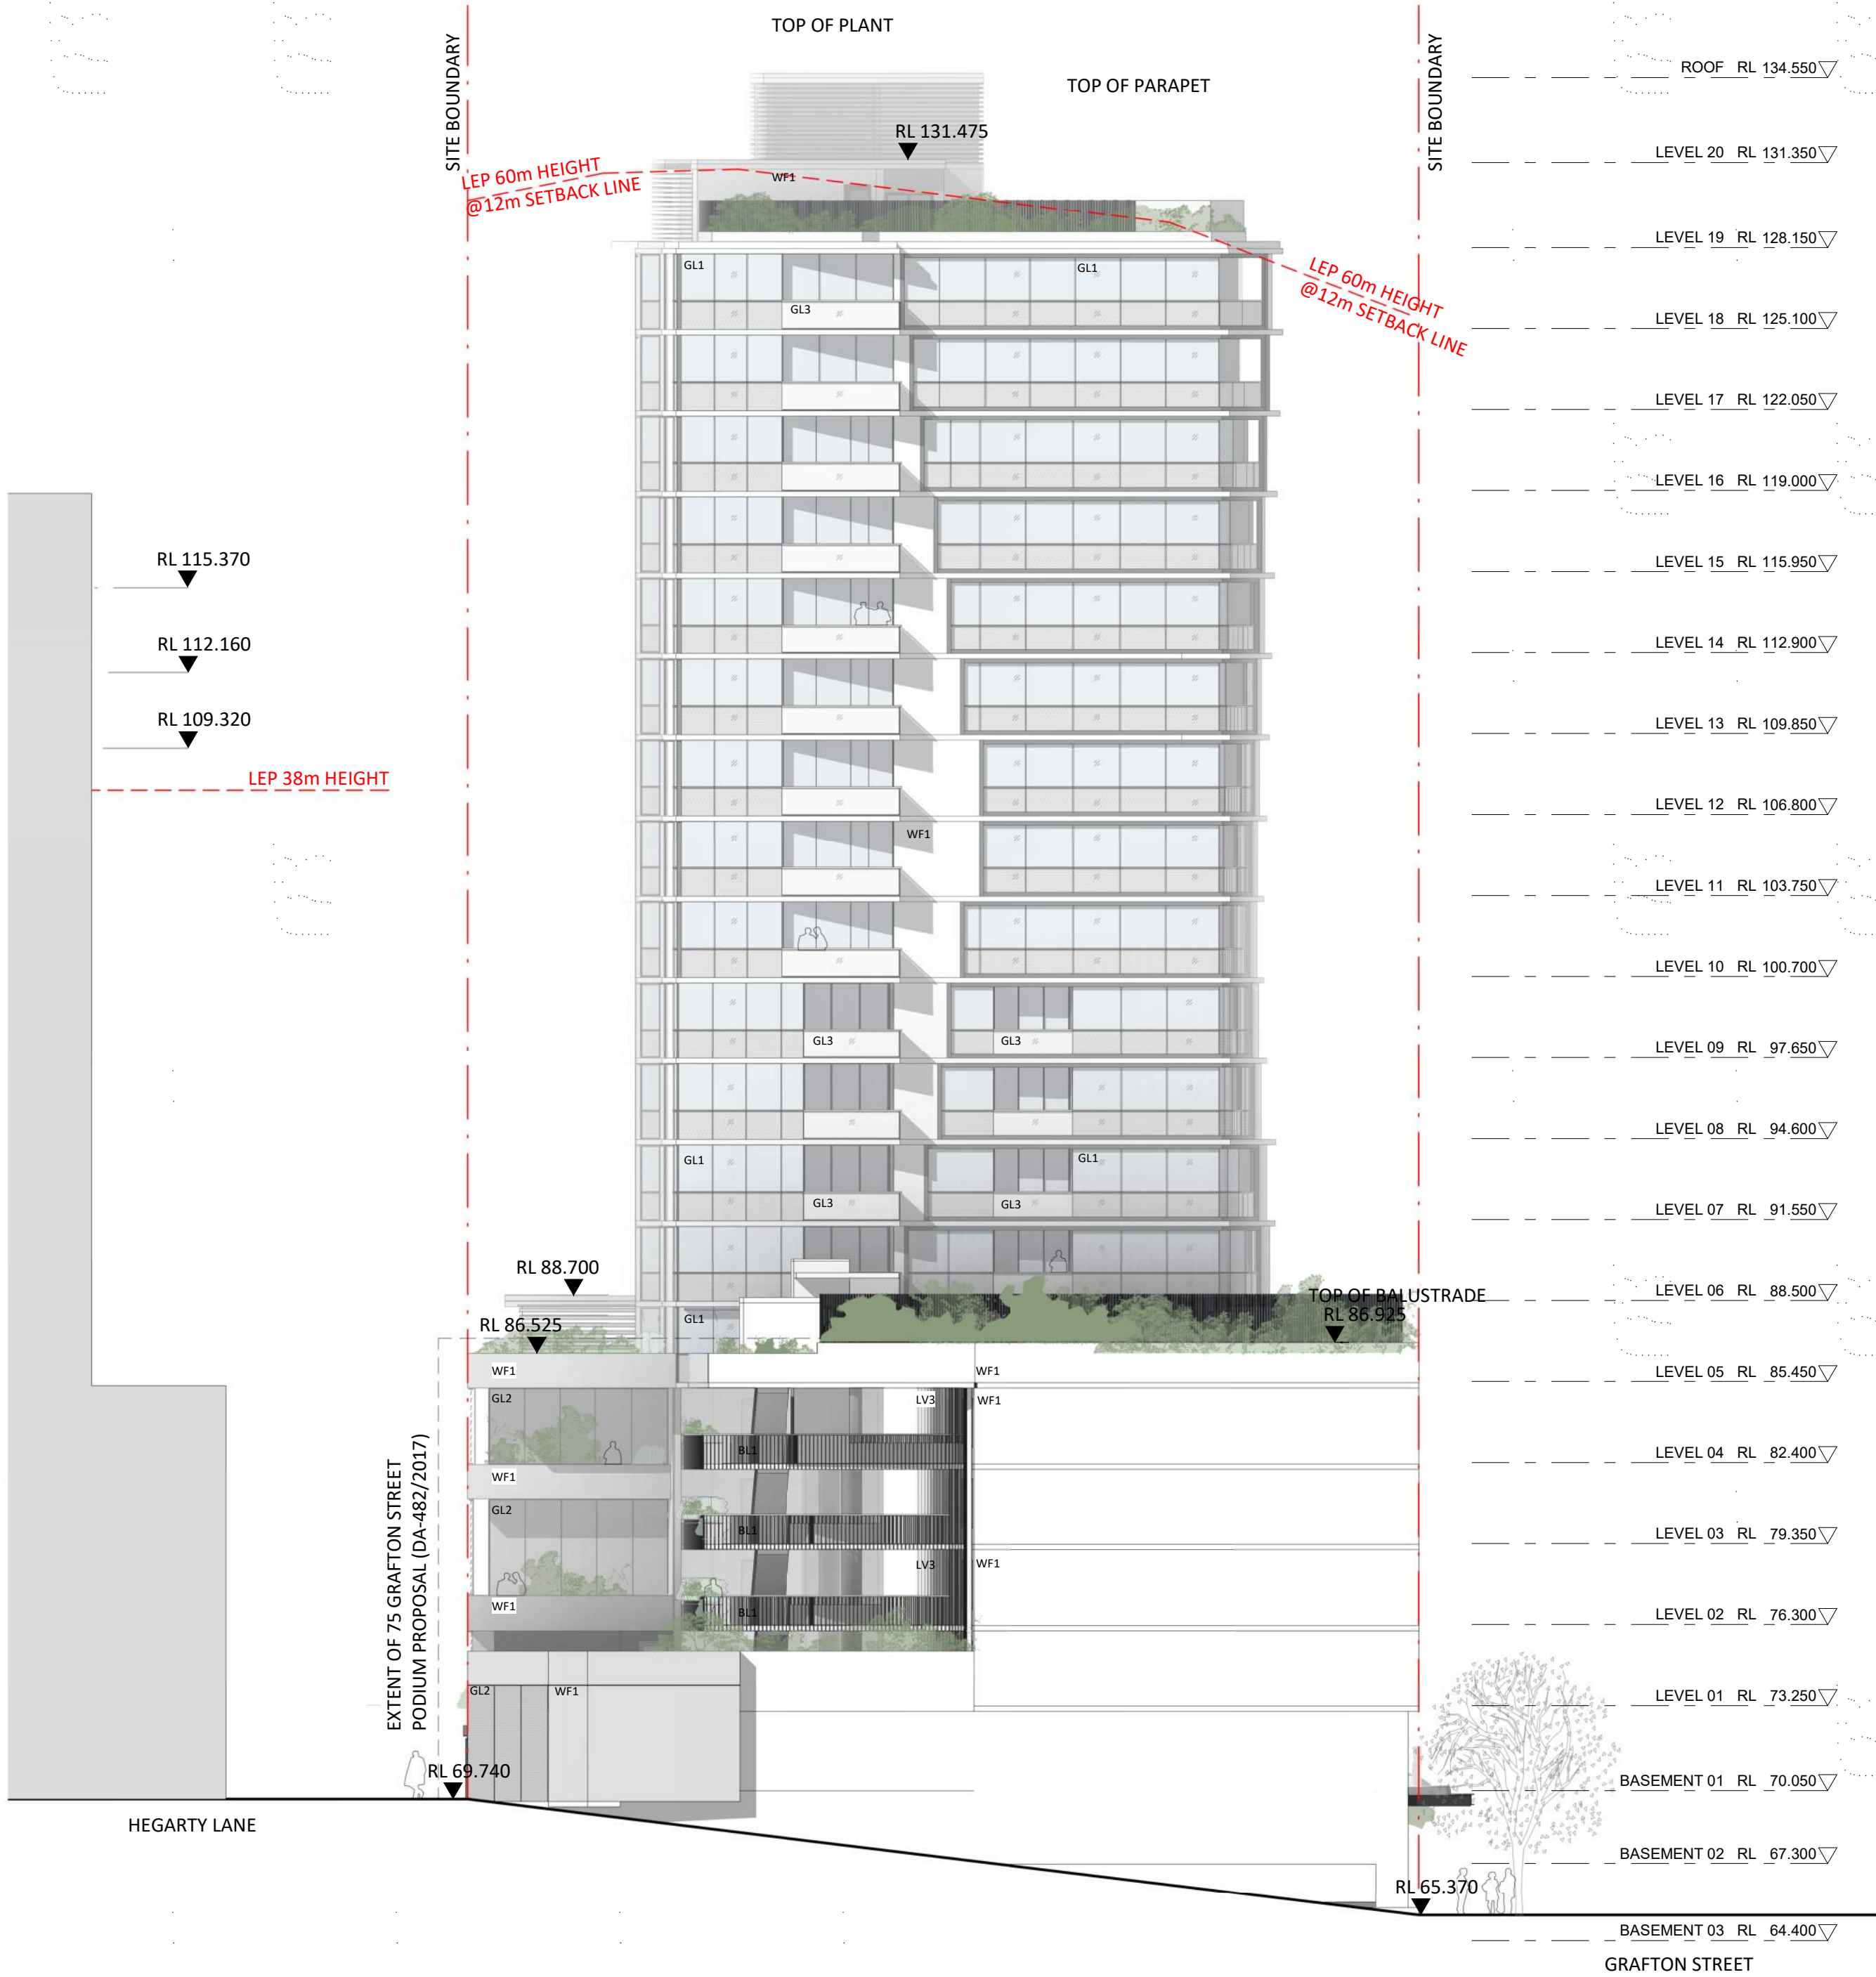 TOP OF PLANT
SITE BOUNDARY
SITE BOUNDARY
ROOF RL 134.550
TOP OF PARAPET
RL 131.475
LEVEL 20 RL 131.350
LEP 60m HEIGHT
@12m SETBACK LINE
WF1
LEVEL 19 RL 128.150
GL1
GL1
LEP 60m HEIGHT
@12m SETBACK LINE
GL3
LEVEL 18 RL 125.100
LEVEL 17 RL 122.050
LEVEL 16 RL 119.000
RL 115.370
LEVEL 15 RL 115.950
RL 112.160
LEVEL 14 RL 112.900
RL 109.320
LEVEL 13 RL 109.850
LEP 38m HEIGHT
LEVEL 12 RL 106.800
WF1
LEVEL 11 RL 103.750
LEVEL 10 RL 100.700
GL3
GL3
LEVEL 09 RL 97.650
LEVEL 08 RL 94.600
GL1
GL1
GL3
GL3
LEVEL 07 RL 91.550
RL 88.700
LEVEL 06 RL 88.500
TOP OF BALUSTRADE
RL 86.925
RL 86.525
GL1
WF1
WF1
LEVEL 05 RL 85.450
GL2
LV3
WF1
BL1
LEVEL 04 RL 82.400
WF1
GL2
BL1
LEVEL 03 RL 79.350
LV3
WF1
WF1
BL1
LEVEL 02 RL 76.300
EXTENT OF 75 GRAFTON STREET
PODIUM PROPOSAL (DA-482/2017)
GL2
WF1
LEVEL 01 RL 73.250
RL 69.740
BASEMENT 01 RL 70.050
HEGARTY LANE
BASEMENT 02 RL 67.300
RL 65.370
BASEMENT 03 RL 64.400
GRAFTON STREET